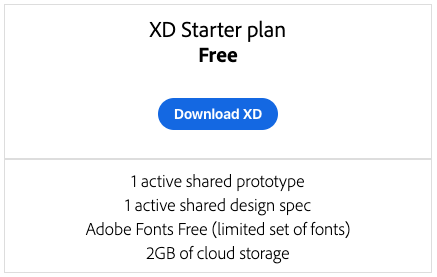 XD Starter plan
Free
Download XD
1 active shared prototype
1 active shared design spec
Adobe Fonts Free (limited set of fonts)
2GB of cloud storage